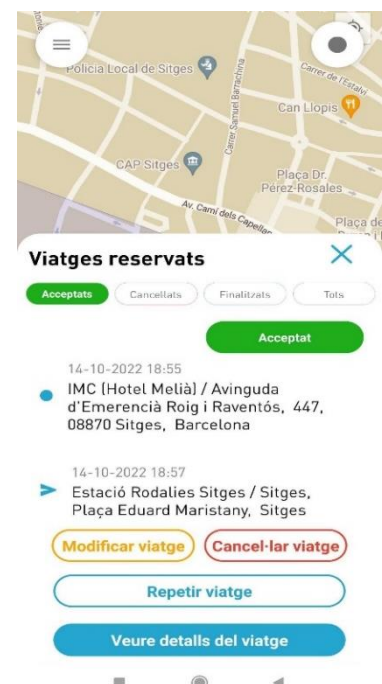 Policia Local de Sitges
Carrer de l'Estalvi
Carrer Samuel Barrachina
Can Llopis
CAP Sitges
Plaça Dr.
Pérez-Rosales
Av. Camí dels Capellans
Plaça de
Viatges reservats
Acceptats
Cancel·lats
Finalitzats
Tots
Acceptat
14-10-2022 18:55
IMC (Hotel Melià) / Avinguda
d'Emerencià Roig i Raventós, 447,
08870 Sitges, Barcelona
14-10-2022 18:57
Estació Rodalies Sitges / Sitges,
Plaça Eduard Maristany, Sitges
Modificar viatge
Cancel·lar viatge
Repetir viatge
Veure detalls del viatge